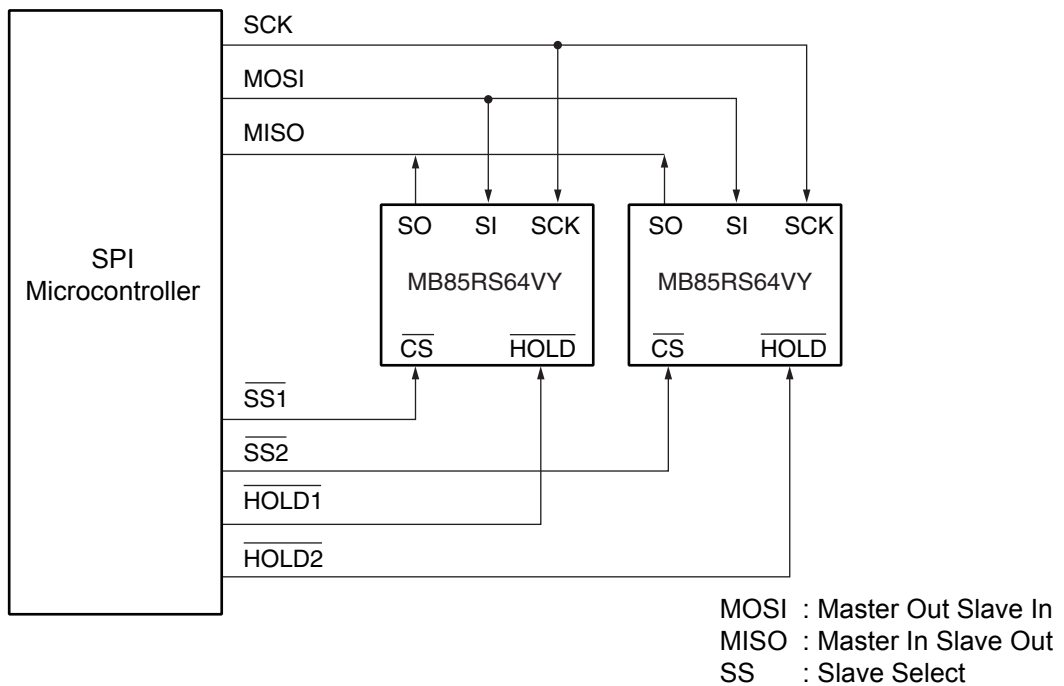 SCK
MOSI
MISO
SPI
Microcontroller
SO SI SCK
MB85RS64VY
CS HOLD
SO SI SCK
MB85RS64VY
CS HOLD
SS1
SS2
HOLD1
HOLD2
MOSI : Master Out Slave In
MISO : Master In Slave Out
SS : Slave Select